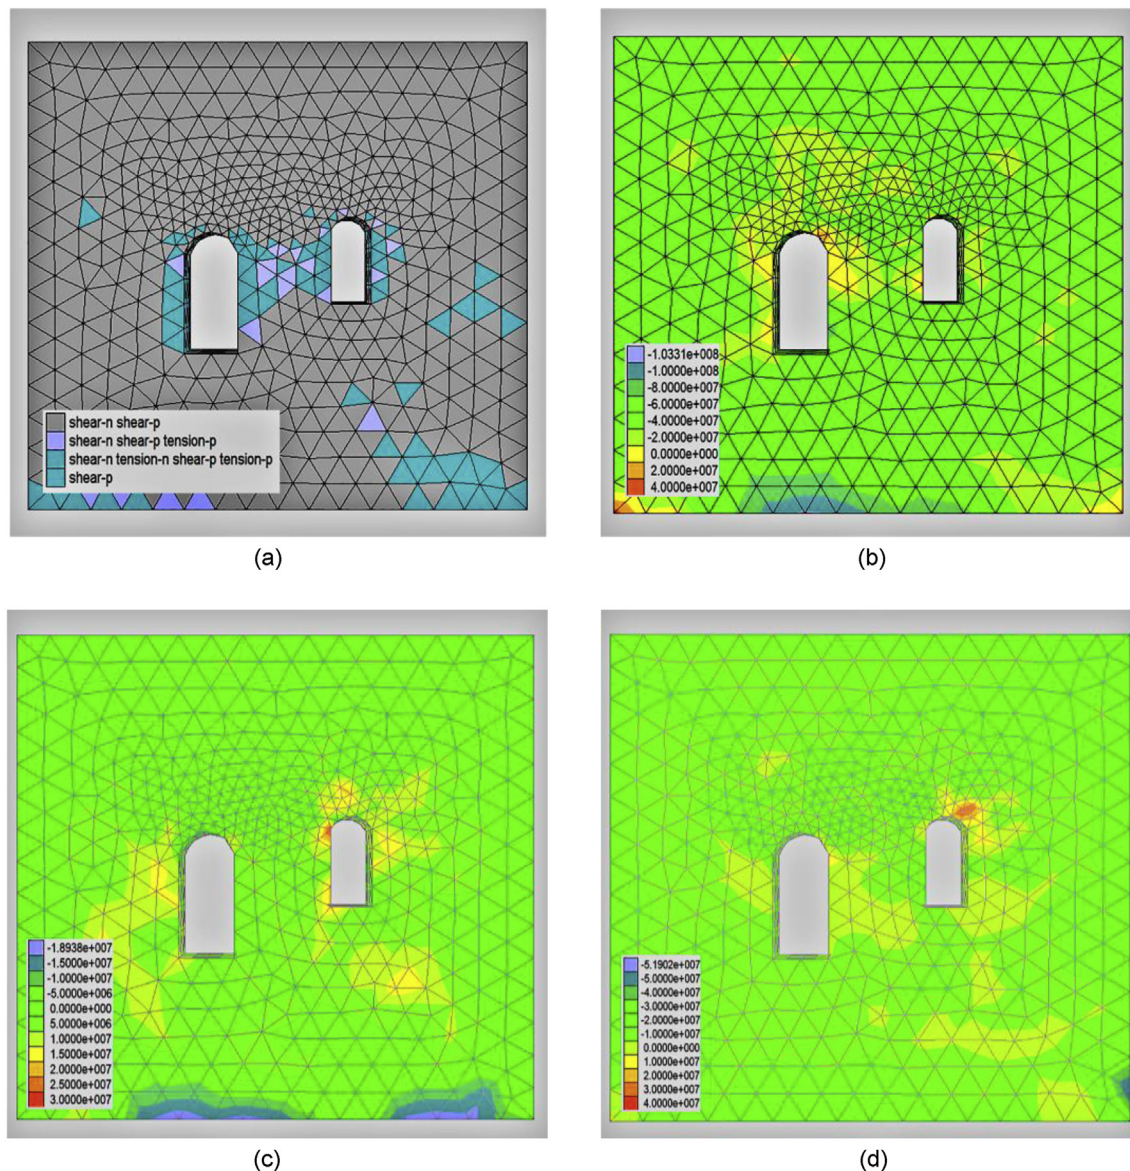 shear-n shear-p
shear-n shear-p tension-p
shear-n tension-n shear-p tension-p
shear-p
(a)
-1.0331e+008
-1.0000e+008
-8.0000e+007
-6.0000e+007
-4.0000e+007
-2.0000e+007
0.0000e+000
2.0000e+007
4.0000e+007
(b)
-1.8938e+007
-1.5000e+007
-1.0000e+007
-5.0000e+006
0.0000e+000
5.0000e+006
1.0000e+007
1.5000e+007
2.0000e+007
2.5000e+007
3.0000e+007
(c)
-5.1902e+007
-5.0000e+007
-4.0000e+007
-3.0000e+007
-2.0000e+007
-1.0000e+007
0.0000e+000
1.0000e+007
2.0000e+007
3.0000e+007
4.0000e+007
(d)